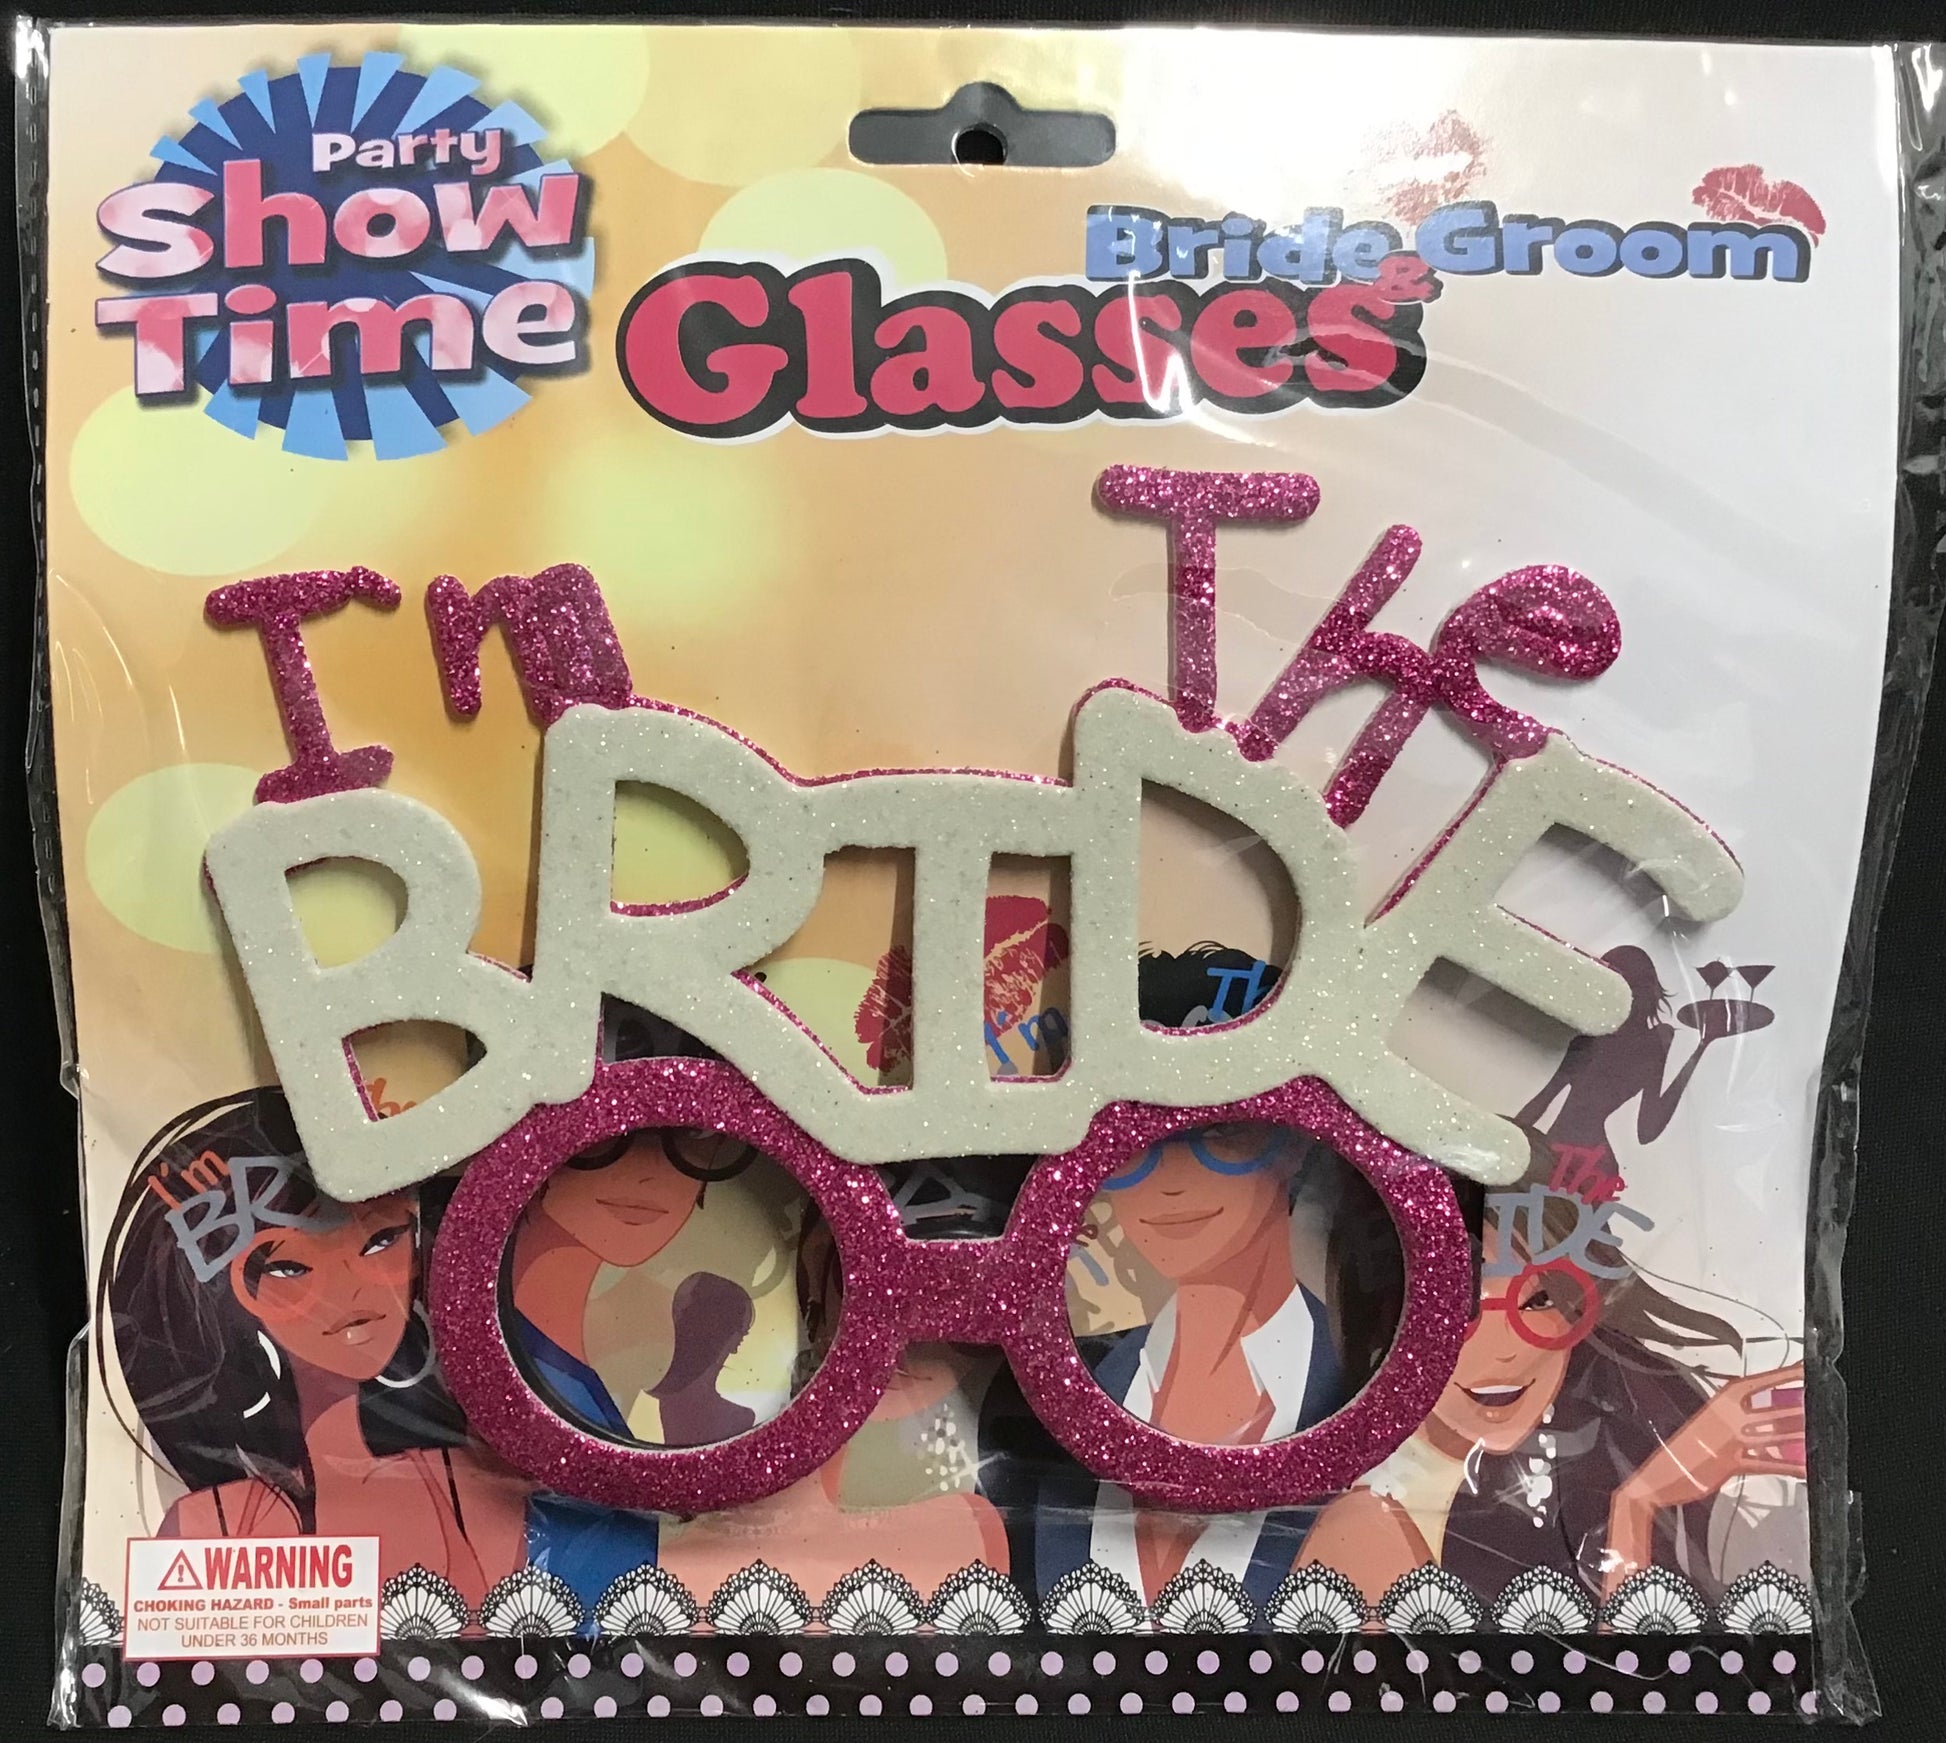 Party
Show
Time
Bride & Groom
Glasses
I'm The
BRIDE
I'm
BR
I'm
The
IDE
WARNING
CHOKING HAZARD - Small parts
NOT SUITABLE FOR CHILDREN
UNDER 36 MONTHS